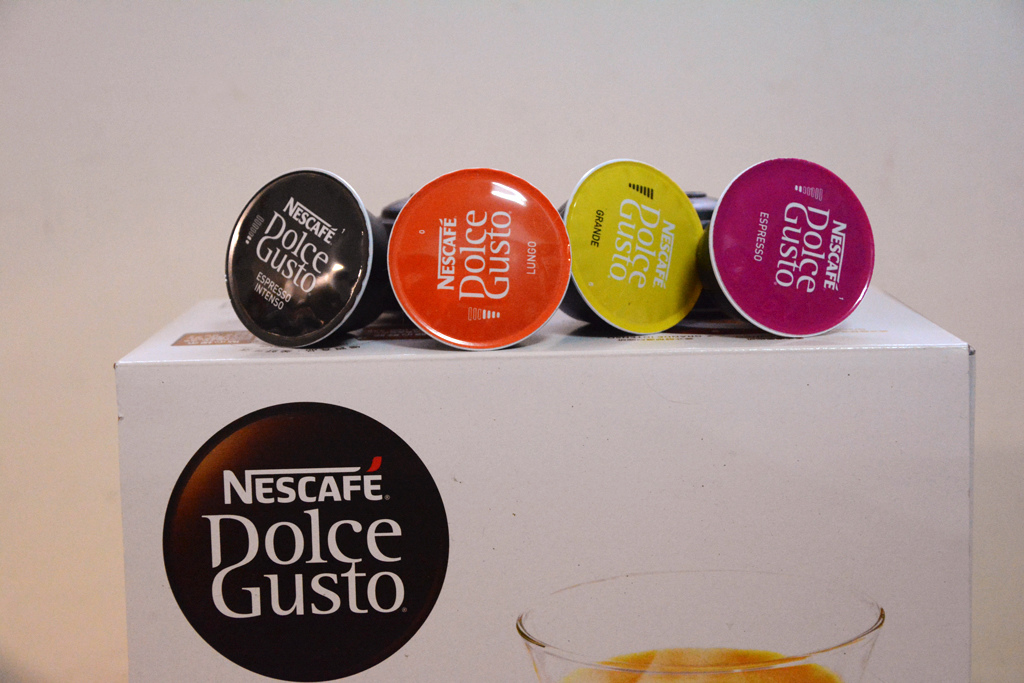 NESCAFÉ
Dolce
Gusto
ESPRESSO
INTENSO
NESCAFÉ
Dolce
Gusto
LUNGO
NESCAFÉ
Dolce
Gusto
GRANDE
NESCAFÉ
Dolce
Gusto
ESPRESSO
NESCAFÉ®
Dolce
Gusto®